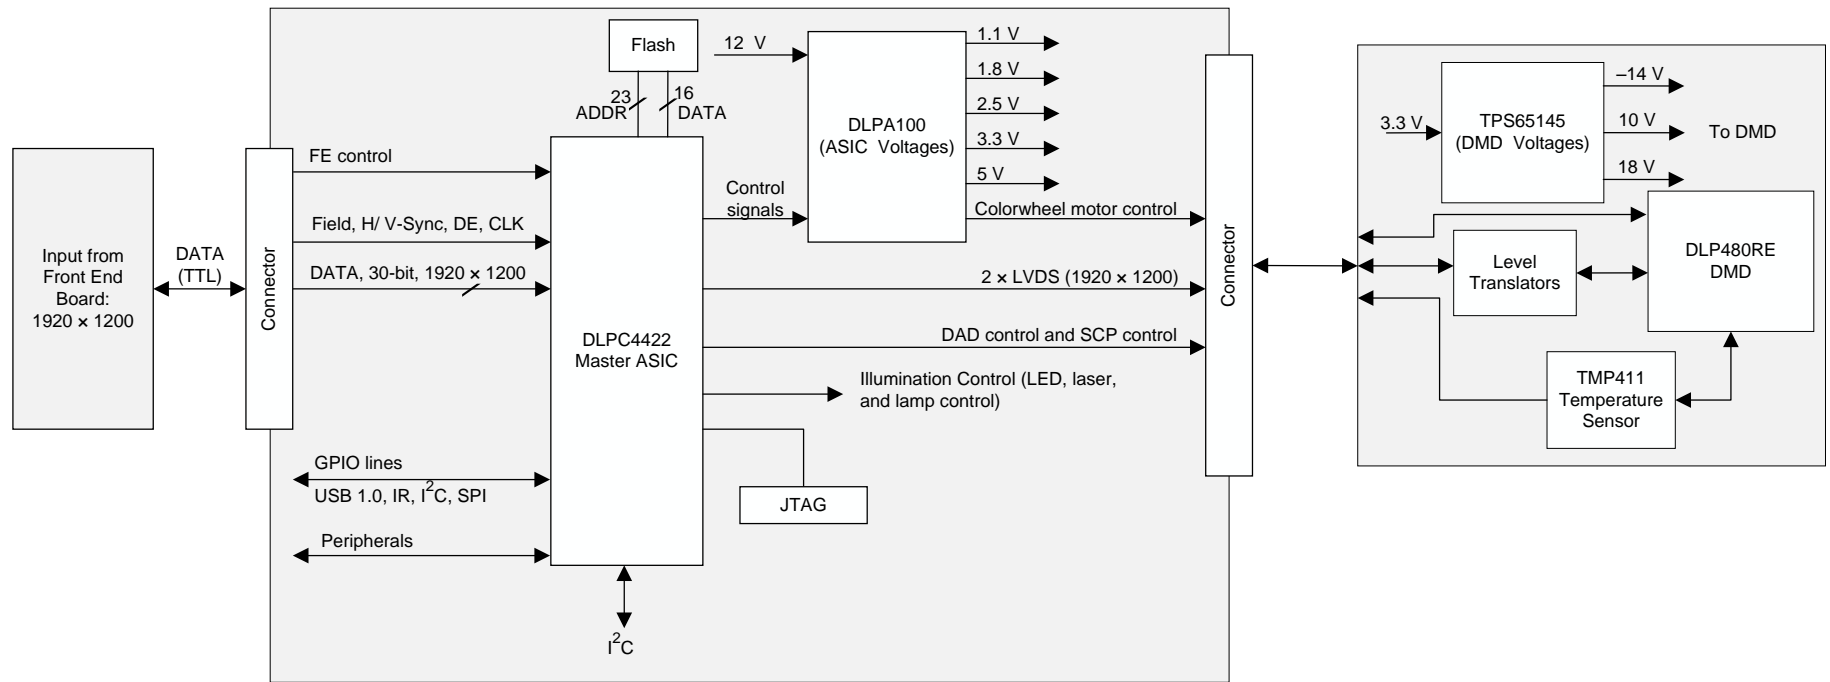 Input from
Front End
Board:
1920 × 1200
DATA
(TTL)
Connector
FE control
Field, H/ V-Sync, DE, CLK
DATA, 30-bit, 1920 × 1200
GPIO lines
USB 1.0, IR, I²C, SPI
Peripherals
Flash
23
ADDR
16
DATA
DLPC4422
Master ASIC
I²C
12 V
Control
signals
DLPA100
(ASIC Voltages)
1.1 V
1.8 V
2.5 V
3.3 V
5 V
Colorwheel motor control
2 × LVDS (1920 × 1200)
DAD control and SCP control
Illumination Control (LED, laser,
and lamp control)
JTAG
Connector
3.3 V
TPS65145
(DMD Voltages)
–14 V
10 V
18 V
To DMD
Level
Translators
DLP480RE
DMD
TMP411
Temperature
Sensor